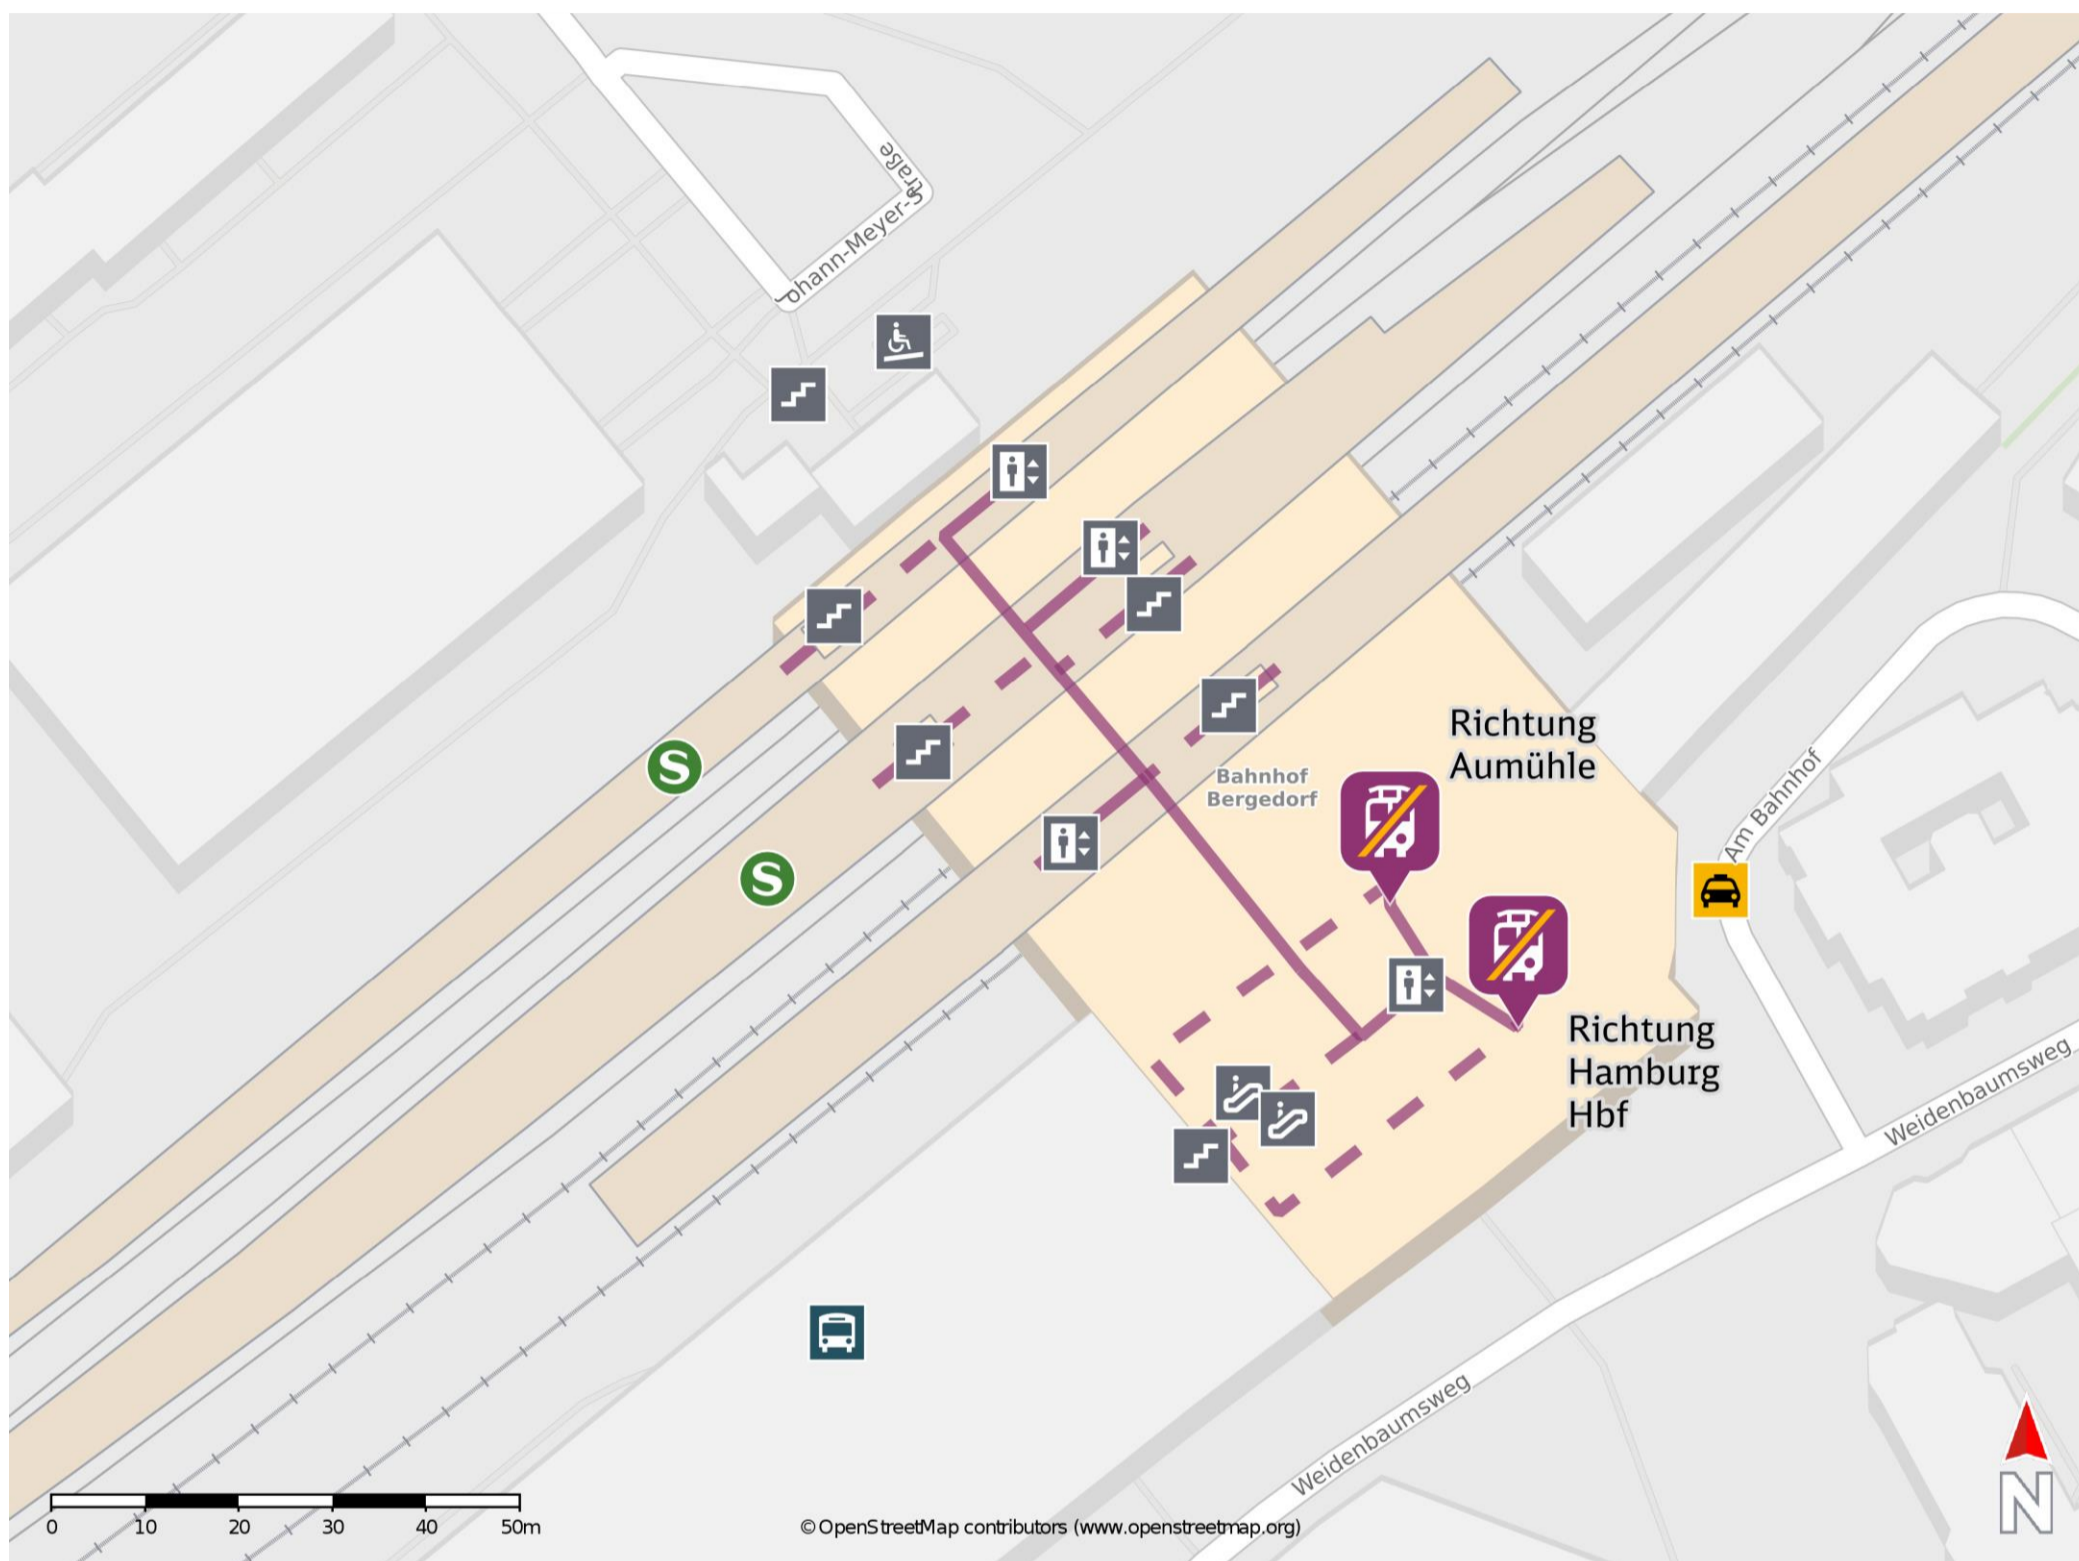 Johann-Meyer-Straße
S
S
Bahnhof
Bergedorf
Richtung
Aumühle
Am Bahnhof
Richtung
Hamburg
Hbf
Weidenbaumsweg
Weidenbaumsweg
0 10 20 30 40 50m
© OpenStreetMap contributors (www.openstreetmap.org)
N